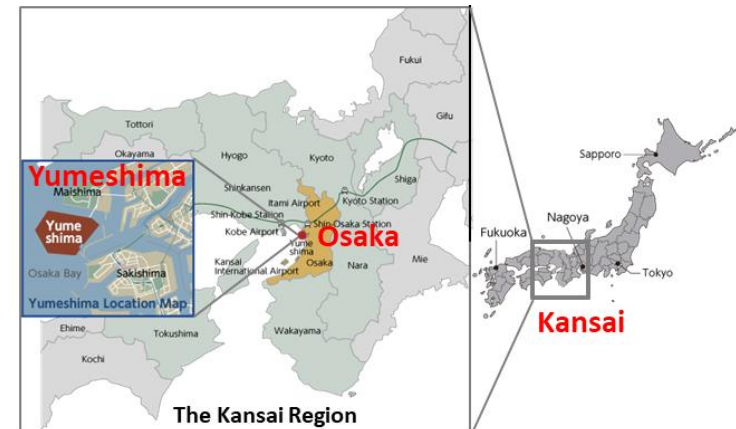 Fukui
Gifu
Tottori
Okayama
Hyogo
Kyoto
Shiga
Yumeshima
Maishima
Yume
shima
Osaka Bay
Sakishima
Yumeshima Location Map
Shinkansen
Itami Airport
Kyoto Station
Shin-Kobe Station
Shin-Osaka Station
Kobe Airport
Yume
shima
Osaka
Kansai
International Airport
Osaka
Nara
Mie
Ehime
Tokushima
Wakayama
Kochi
The Kansai Region
Sapporo
Nagoya
Fukuoka
Tokyo
Kansai